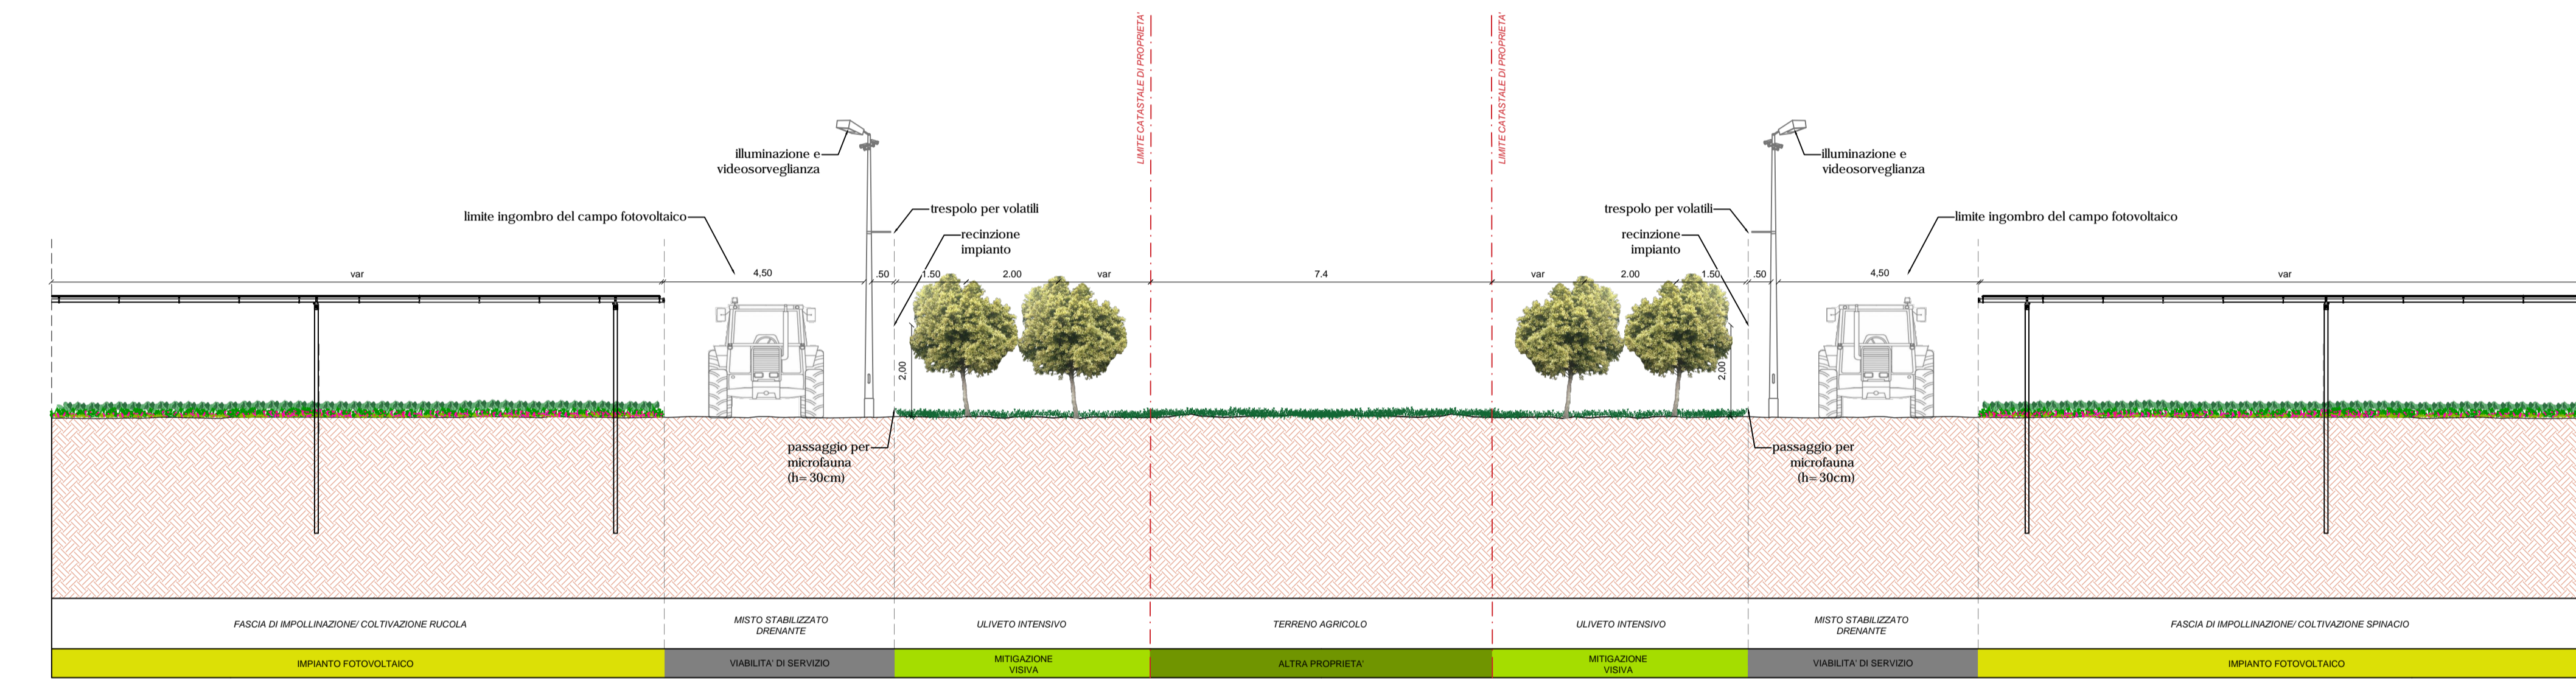 LIMITE CATASTALE DI PROPRIETA'
LIMITE CATASTALE DI PROPRIETA'
illuminazione e
videosorveglianza
illuminazione e
videosorveglianza
limite ingombro del campo fotovoltaico
trespolo per volatili
recinzione
impianto
trespolo per volatili
recinzione
impianto
limite ingombro del campo fotovoltaico
var
4,50
.50
1.50
2.00
var
7.4
var
2.00
1.50
.50
4,50
var
2,00
2,00
passaggio per
microfauna
(h=30cm)
passaggio per
microfauna
(h=30cm)
FASCIA DI IMPOLLINAZIONE/ COLTIVAZIONE RUCOLA
MISTO STABILIZZATO
DRENANTE
ULIVETO INTENSIVO
TERRENO AGRICOLO
ULIVETO INTENSIVO
MISTO STABILIZZATO
DRENANTE
FASCIA DI IMPOLLINAZIONE/ COLTIVAZIONE SPINACIO
IMPIANTO FOTOVOLTAICO
VIABILITA' DI SERVIZIO
MITIGAZIONE
VISIVA
ALTRA PROPRIETA'
MITIGAZIONE
VISIVA
VIABILITA' DI SERVIZIO
IMPIANTO FOTOVOLTAICO